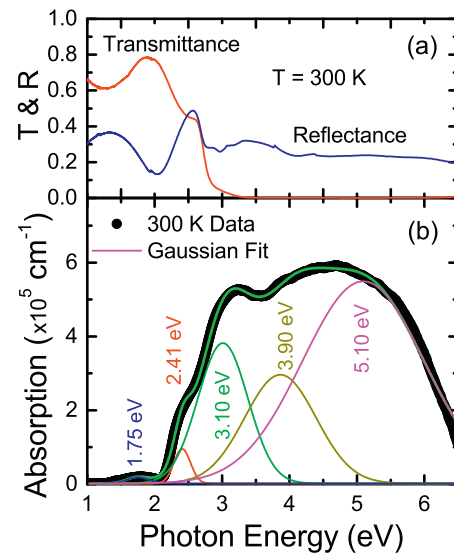 1.0
0.8
0.6
0.4
0.2
0.0
T & R
Transmittance
(a)
T = 300 K
Reflectance
(b)
300 K Data
Gaussian Fit
6
4
2
0
Absorption (x10⁵ cm⁻¹)
1.75 eV
2.41 eV
3.10 eV
3.90 eV
5.10 eV
1 2 3 4 5 6
Photon Energy (eV)